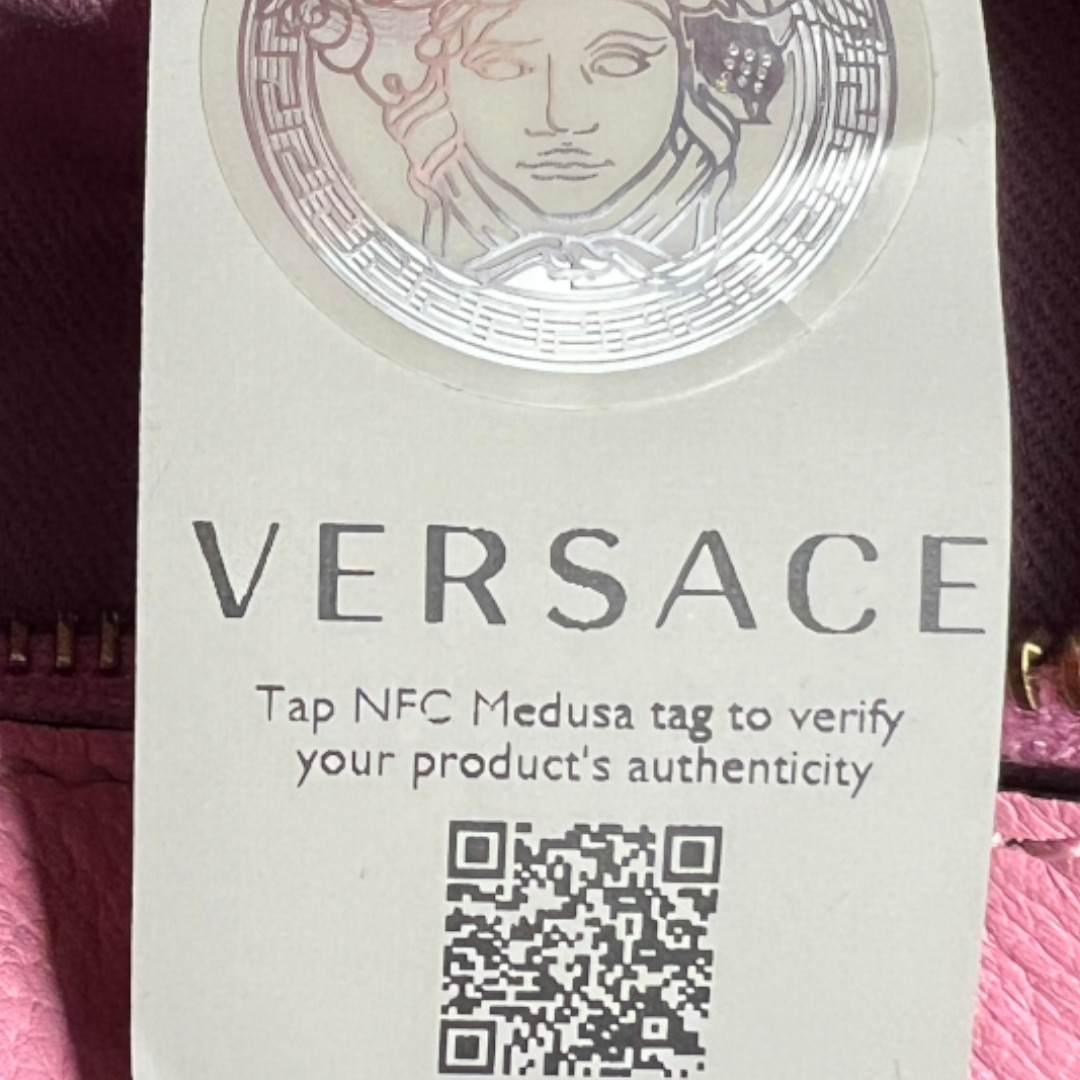 VERSACE
Tap NFC Medusa tag to verify
your product's authenticity